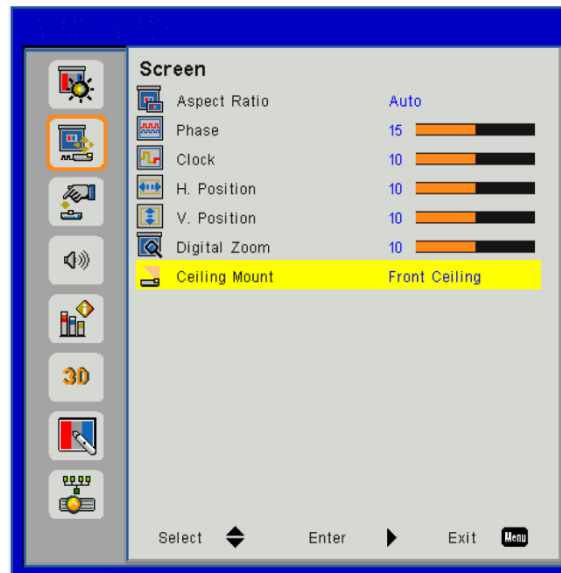 Screen
Aspect Ratio Auto
Phase 15
Clock 10
H. Position 10
V. Position 10
Digital Zoom 10
Ceiling Mount Front Ceiling
3D
Select Enter Exit Menu